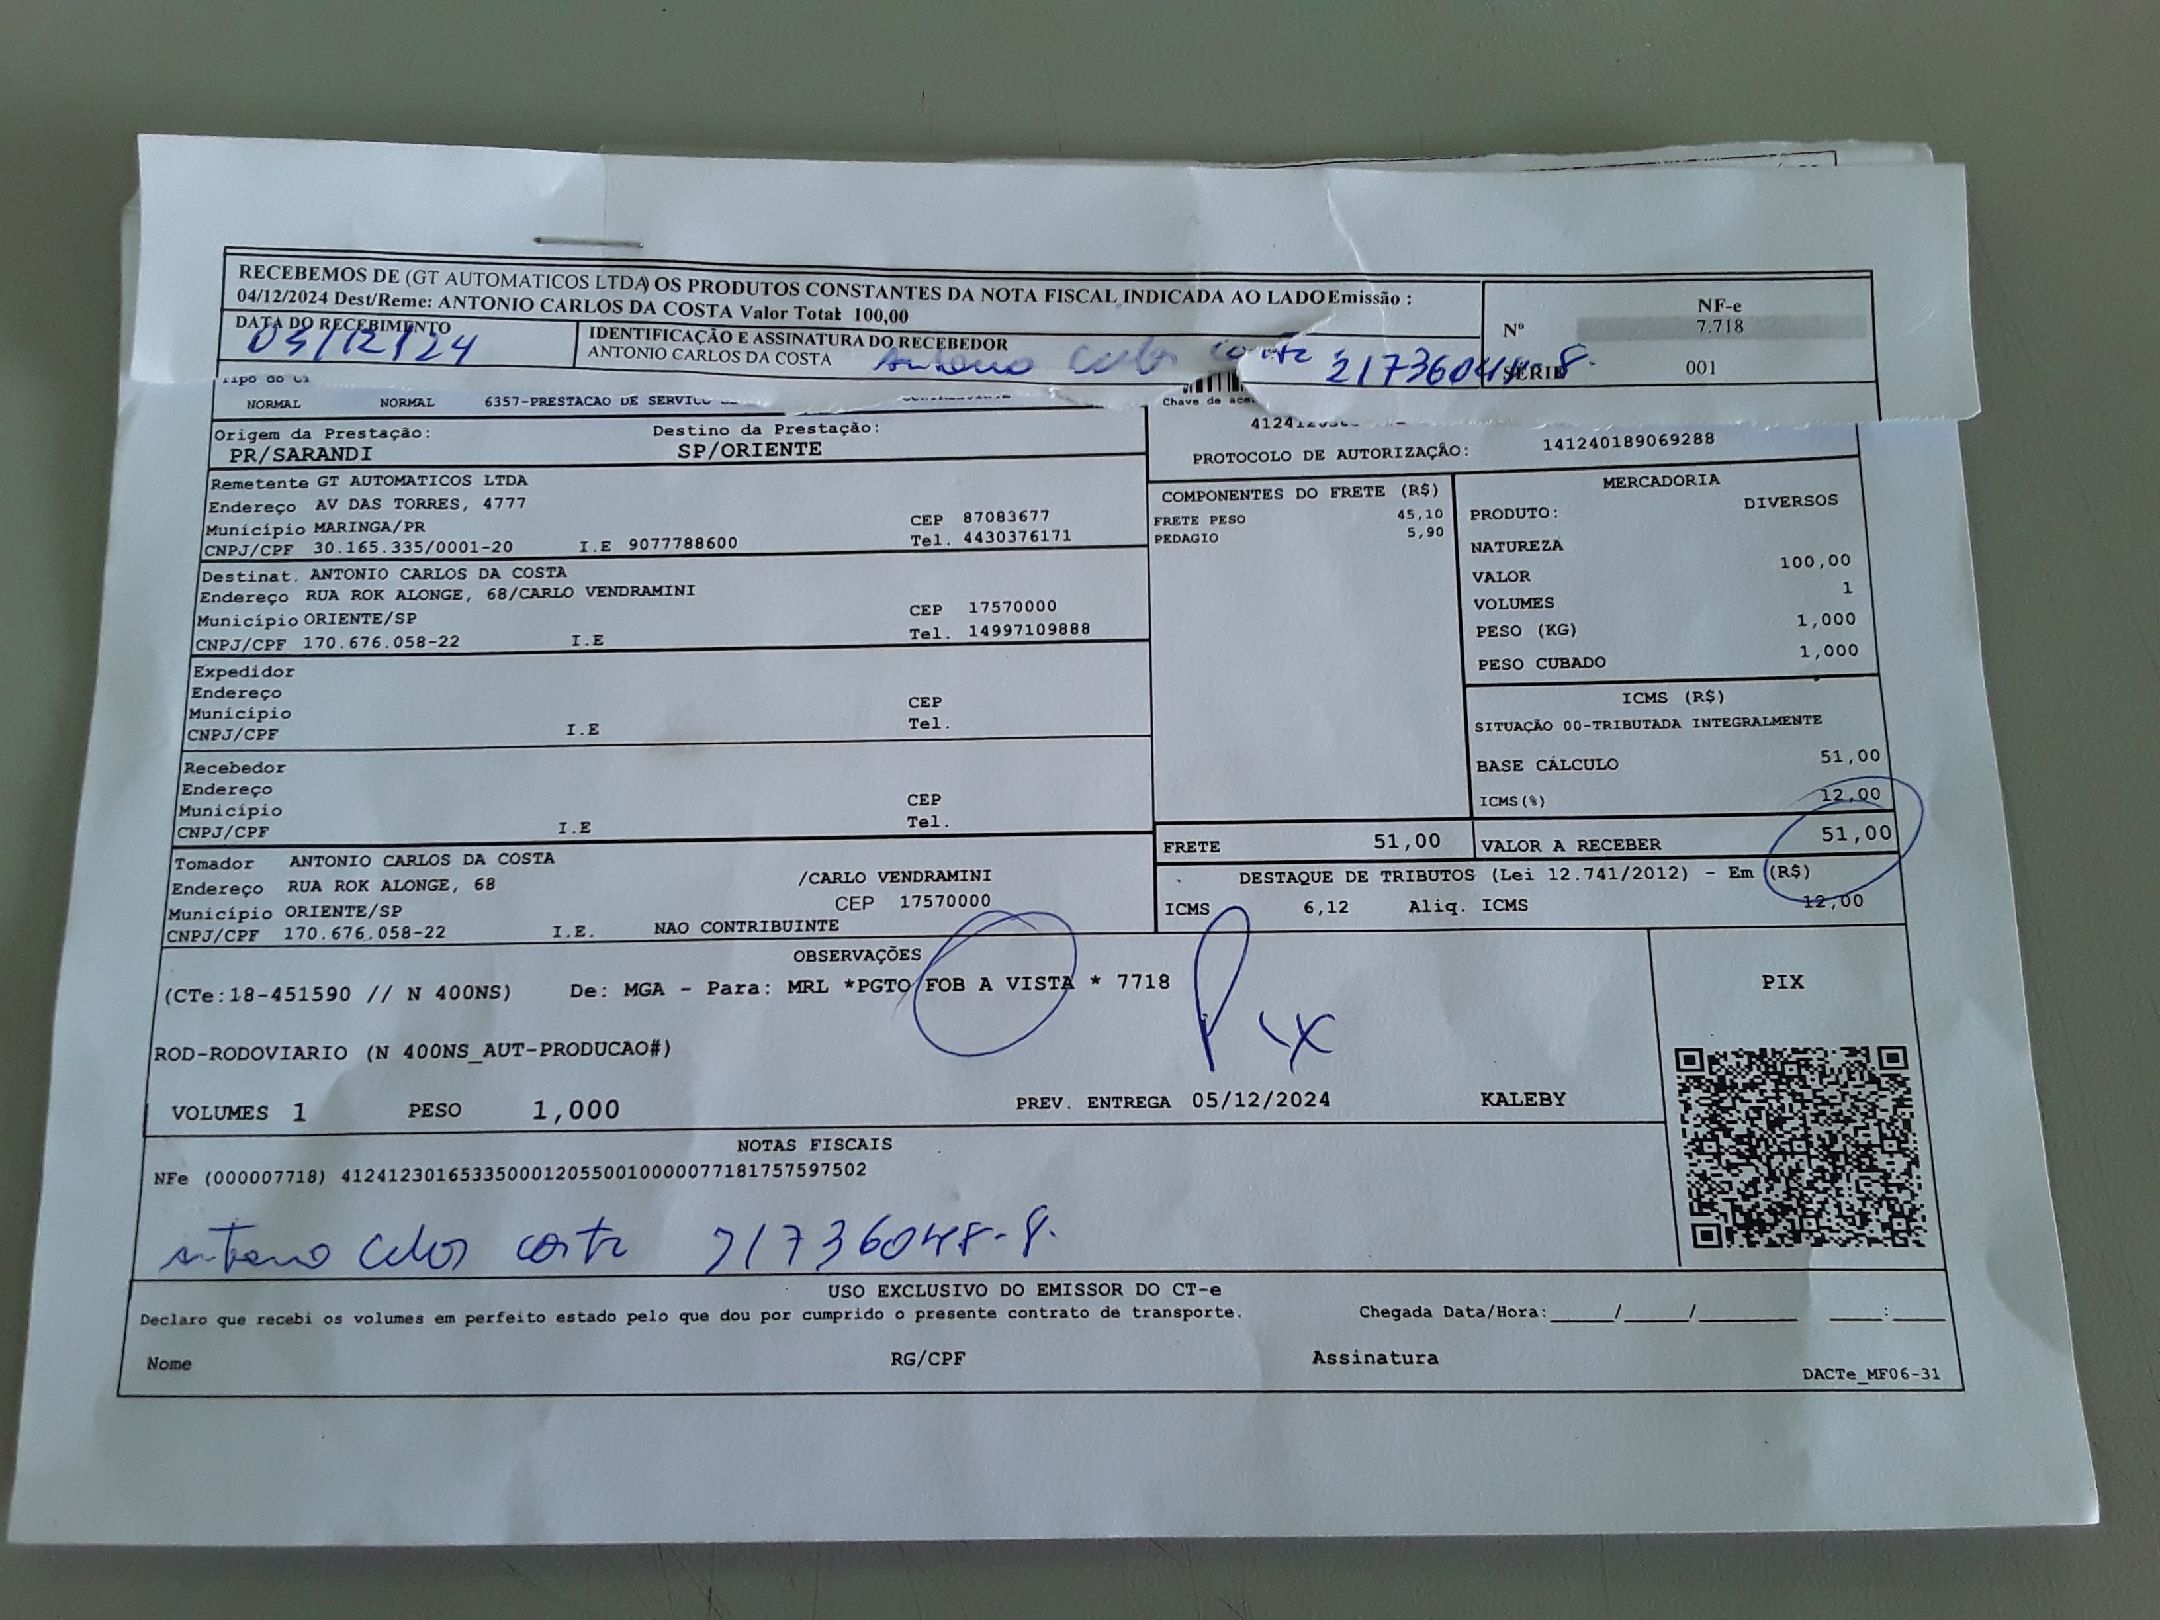 RECEBEMOS DE (GT AUTOMATICOS LTDA) OS PRODUTOS CONSTANTES DA NOTA FISCAL INDICADA AO LADO Emissão :
04/12/2024 Dest/Reme: ANTONIO CARLOS DA COSTA Valor Total: 100,00
DATA DO RECEBIMENTO
IDENTIFICAÇÃO E ASSINATURA DO RECEBEDOR
ANTONIO CARLOS DA COSTA
NF-e
Nº 7.718
SÉRIE 001
NORMAL NORMAL 6357-PRESTACAO DE
Chave de
PROTOCOLO DE AUTORIZAÇÃO: 141240189069288
Origem da Prestação: Destino da Prestação:
PR/SARANDI SP/ORIENTE
Remetente GT AUTOMATICOS LTDA
Endereço AV DAS TORRES, 4777
Município MARINGA/PR CEP 87083677
CNPJ/CPF 30.165.335/0001-20 I.E 9077788600 Tel. 4430376171
Destinat. ANTONIO CARLOS DA COSTA
Endereço RUA ROK ALONGE, 68/CARLO VENDRAMINI
Município ORIENTE/SP CEP 17570000
CNPJ/CPF 170.676.058-22 I.E Tel. 14997109888
Expedidor
Endereço
Município CEP
CNPJ/CPF I.E Tel.
Recebedor
Endereço
Município CEP
CNPJ/CPF I.E Tel.
Tomador ANTONIO CARLOS DA COSTA
Endereço RUA ROK ALONGE, 68 /CARLO VENDRAMINI
Município ORIENTE/SP CEP 17570000
CNPJ/CPF 170.676.058-22 I.E. NAO CONTRIBUINTE
COMPONENTES DO FRETE (R$)
FRETE PESO 45,10
PEDAGIO 5,90
MERCADORIA
PRODUTO: DIVERSOS
NATUREZA
VALOR 100,00
VOLUMES 1
PESO (KG) 1,000
PESO CUBADO 1,000
ICMS (R$)
SITUAÇÃO 00-TRIBUTADA INTEGRALMENTE
BASE CÁLCULO 51,00
ICMS(%) 12,00
FRETE 51,00 VALOR A RECEBER 51,00
DESTAQUE DE TRIBUTOS (Lei 12.741/2012) - Em (R$)
ICMS 6,12 Aliq. ICMS 12,00
OBSERVAÇÕES
(CTe:18-451590 // N 400NS) De: MGA - Para: MRL *PGTO FOB A VISTA * 7718
Pix
ROD-RODOVIARIO (N 400NS_AUT-PRODUCAO#)
VOLUMES 1 PESO 1,000 PREV. ENTREGA 05/12/2024 KALEBY
PIX
NOTAS FISCAIS
NFe (000007718) 41241230165335000120550010000077181757597502
USO EXCLUSIVO DO EMISSOR DO CT-e
Declaro que recebi os volumes em perfeito estado pelo que dou por cumprido o presente contrato de transporte. Chegada Data/Hora:_____/_____/_______ ____:____
Nome RG/CPF Assinatura
DACTe_MF06-31